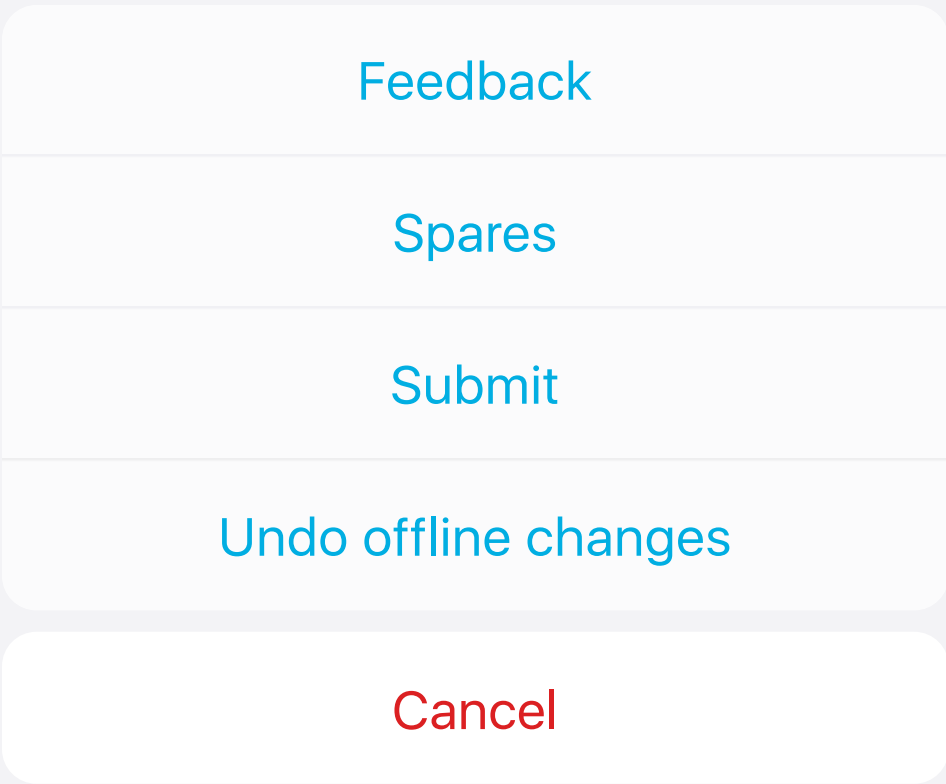 Feedback
Spares
Submit
Undo offline changes
Cancel